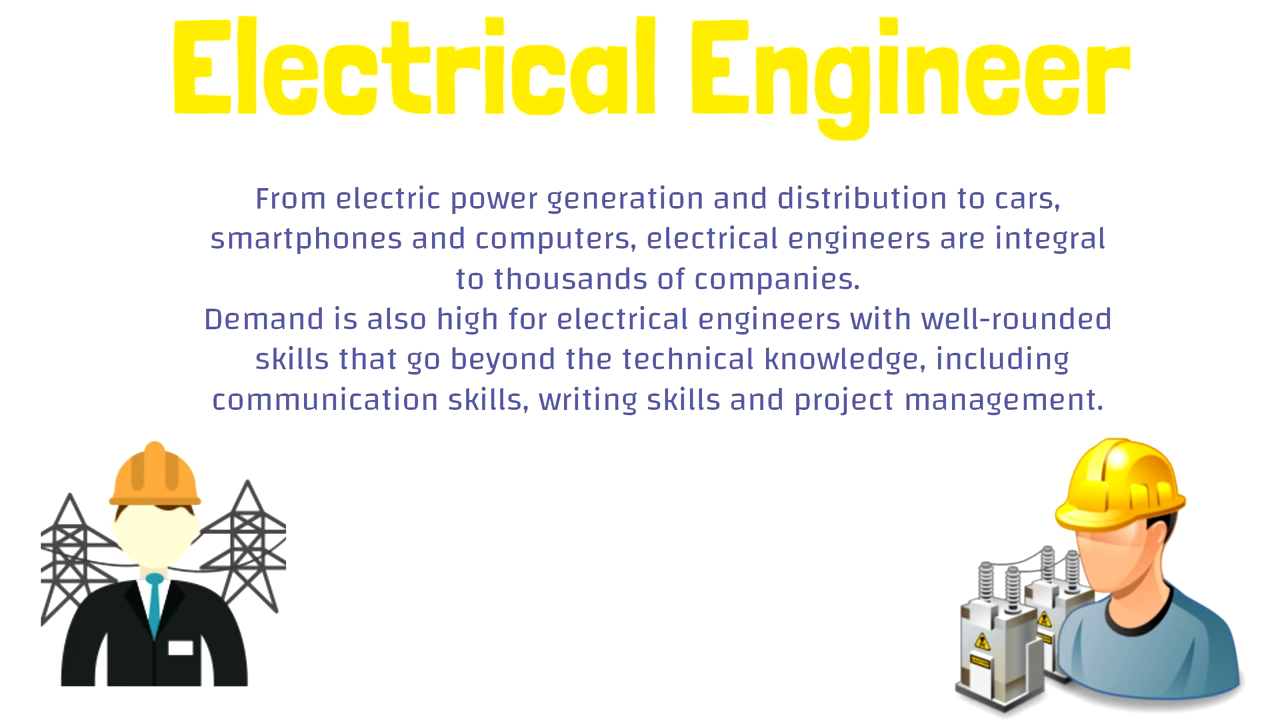 Electrical Engineer
From electric power generation and distribution to cars,
smartphones and computers, electrical engineers are integral
to thousands of companies.
Demand is also high for electrical engineers with well-rounded
skills that go beyond the technical knowledge, including
communication skills, writing skills and project management.